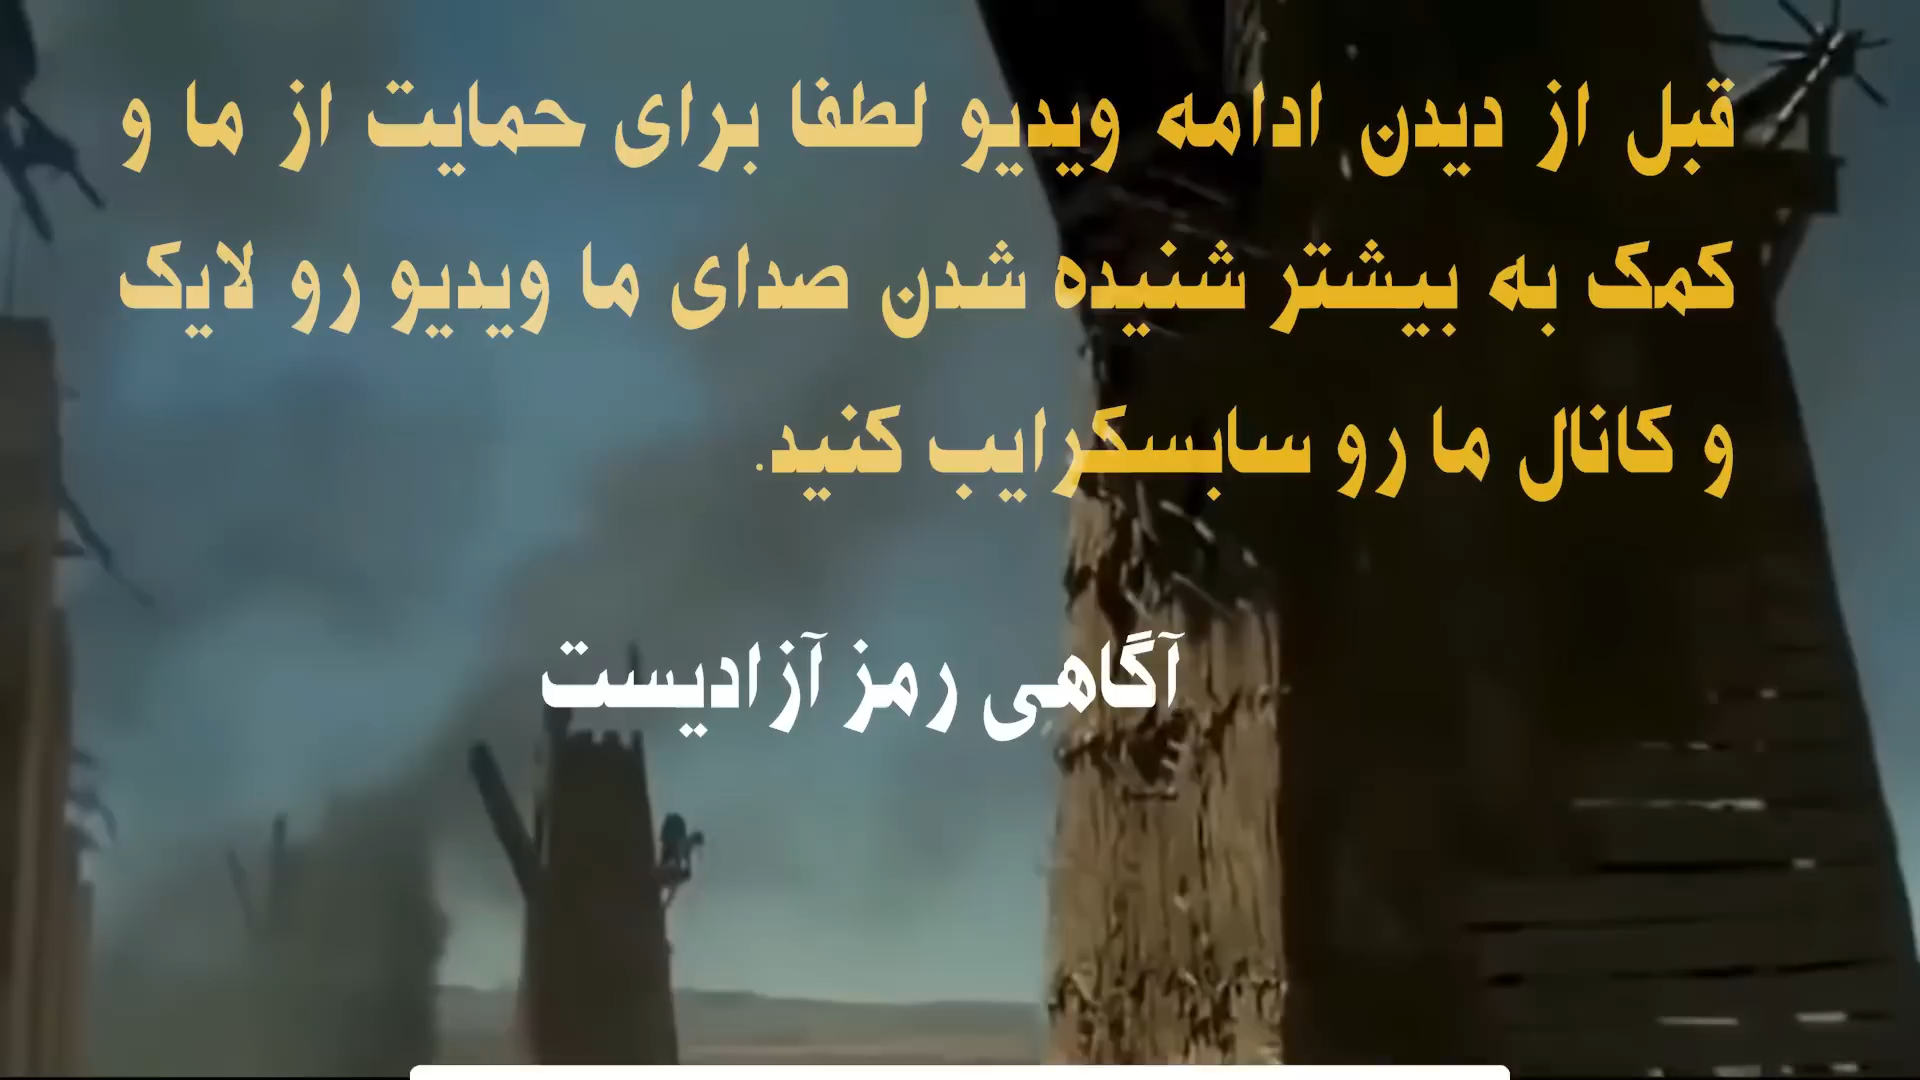 قبل از دیدن ادامه ویدیو لطفا برای حمایت از ما و
کمک به بیشتر شنیده شدن صدای ما ویدیو رو لایک
و کانال ما رو سابسکرایب کنید.
آگاهی رمز آزادیست